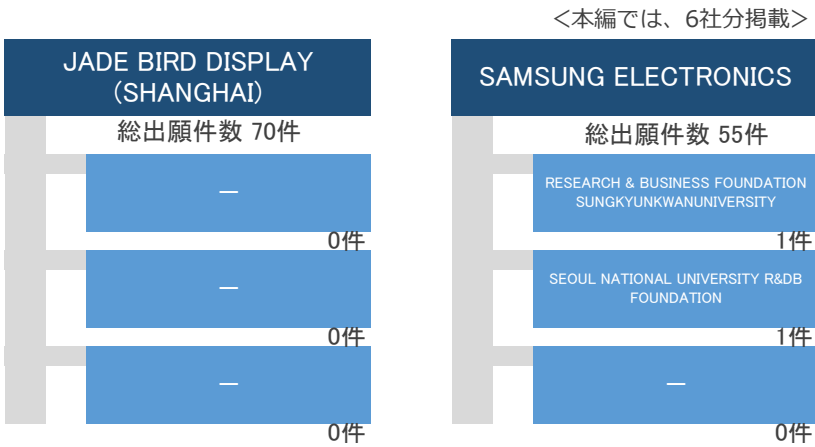 ＜本編では、6社分掲載＞
JADE BIRD DISPLAY
(SHANGHAI)
総出願件数 70件
―
0件
―
0件
―
0件
SAMSUNG ELECTRONICS
総出願件数 55件
RESEARCH & BUSINESS FOUNDATION
SUNGKYUNKWANUNIVERSITY
1件
SEOUL NATIONAL UNIVERSITY R&DB
FOUNDATION
1件
―
0件